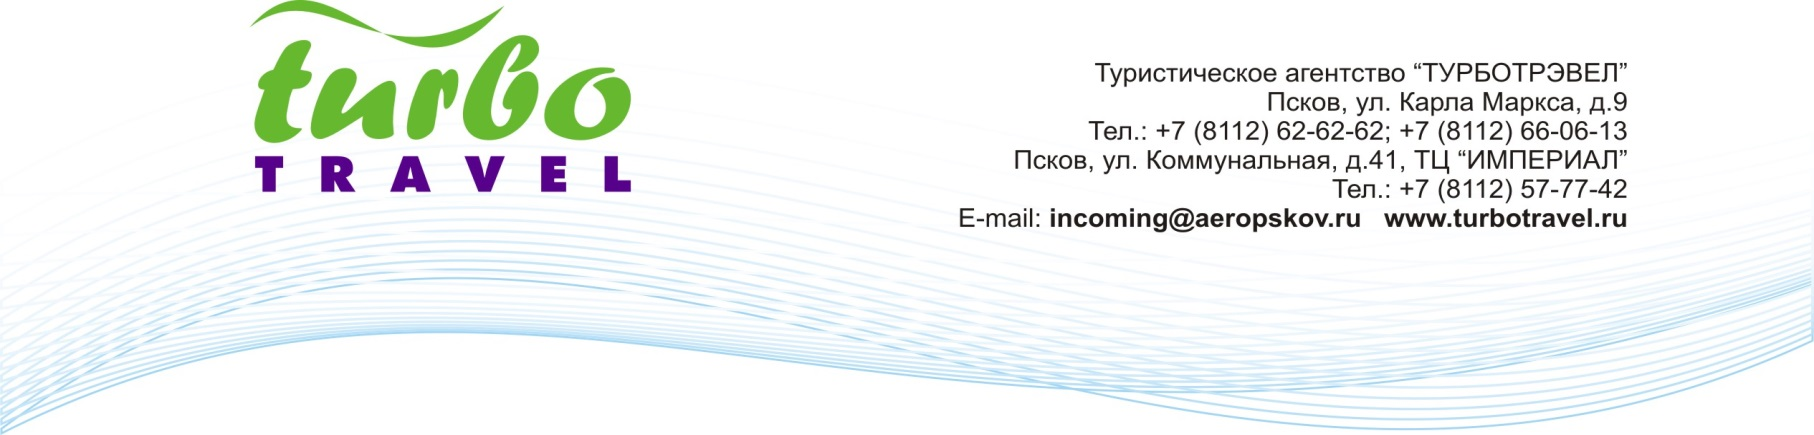 turbo
TRAVEL
Туристическое агентство “ТУРБОТРЭВЕЛ”
Псков, ул. Карла Маркса, д.9
Тел.: +7 (8112) 62-62-62; +7 (8112) 66-06-13
Псков, ул. Коммунальная, д.41, ТЦ “ИМПЕРИАЛ”
Тел.: +7 (8112) 57-77-42
E-mail: incoming@aeropskov.ru www.turbotravel.ru